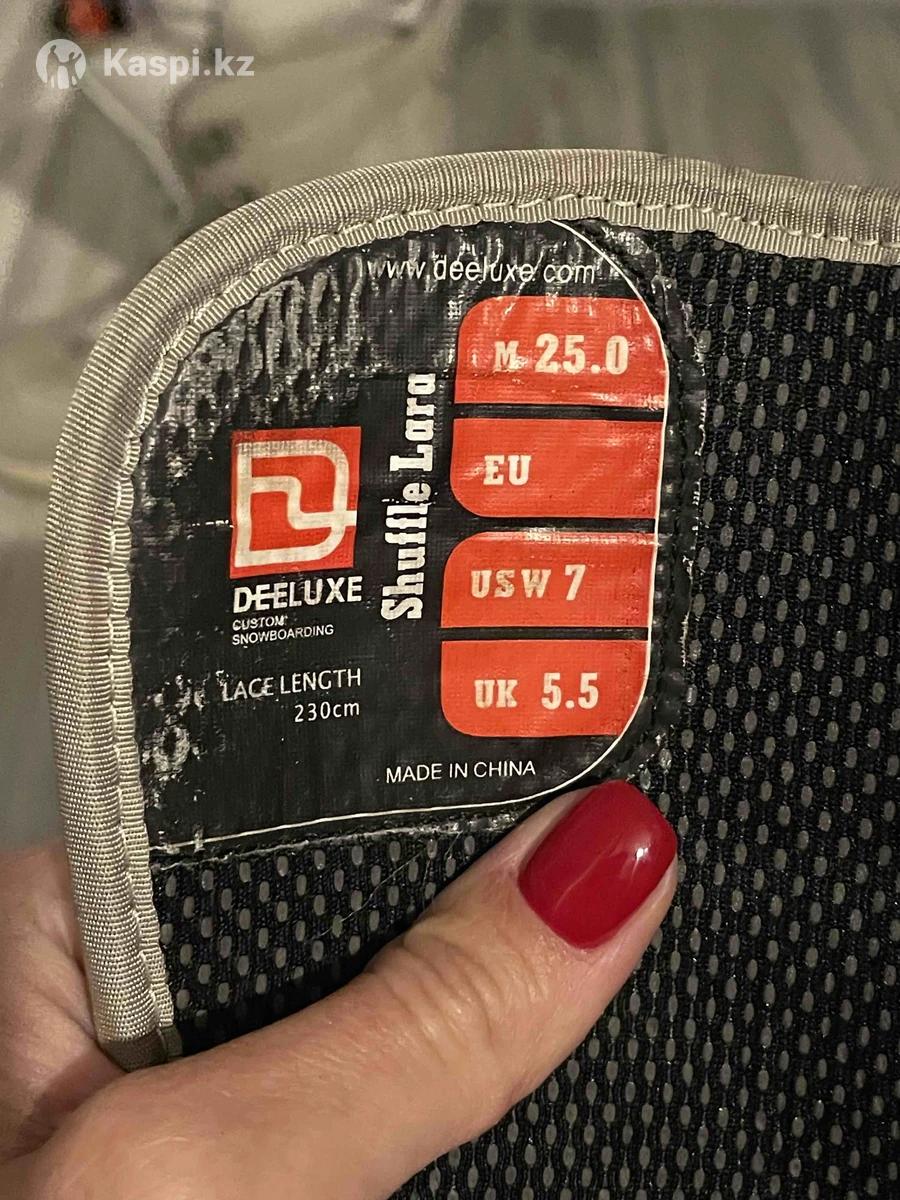 Kaspi.kz
www.deeluxe.com
M 25.0
EU
USW 7
UK 5.5
Shuffle Lara
DEELUXE
CUSTOM
SNOWBOARDING
LACE LENGTH
230cm
MADE IN CHINA